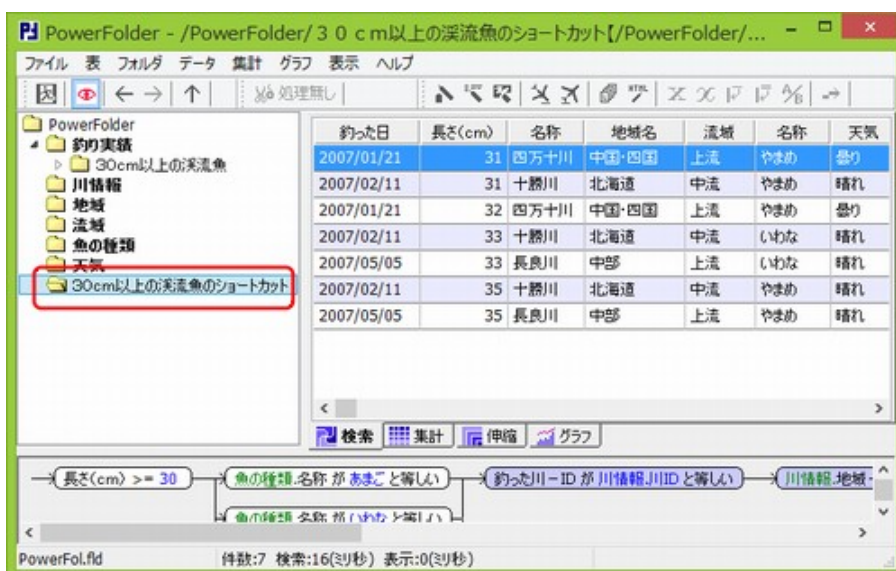 PowerFolder - /PowerFolder/３０ｃｍ以上の渓流魚のショートカット【/PowerFolder/...
ファイル 表 フォルダ データ 集計 グラフ 表示 ヘルプ
処理無し
PowerFolder
釣り実績
30cm以上の渓流魚
川情報
地域
流域
魚の種類
天気
30cm以上の渓流魚のショートカット
釣った日 長さ(cm) 名称 地域名 流域 名称 天気
2007/01/21 31 四万十川 中国・四国 上流 やまめ 曇り
2007/02/11 31 十勝川 北海道 中流 やまめ 晴れ
2007/01/21 32 四万十川 中国・四国 上流 やまめ 曇り
2007/02/11 33 十勝川 北海道 中流 いわな 晴れ
2007/05/05 33 長良川 中部 上流 いわな 晴れ
2007/02/11 35 十勝川 北海道 中流 やまめ 晴れ
2007/05/05 35 長良川 中部 上流 やまめ 晴れ
検索 集計 伸縮 グラフ
長さ(cm) >= 30 魚の種類.名称 が あまご と等しい 釣った川－ID が 川情報.川ID と等しい 川情報.地域-
魚の種類.名称 が いわな と等しい
PowerFol.fld 件数:7 検索:16(ミリ秒) 表示:0(ミリ秒)